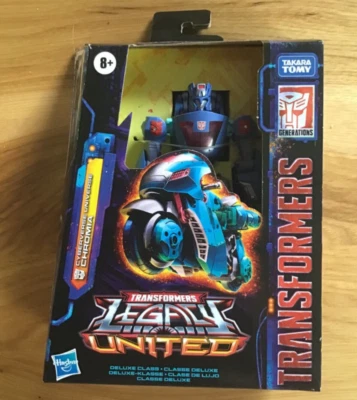 8+
TAKARA
TOMY
GENERATIONS
TRANSFORMERS
CYBERVERSE UNIVERSE
CHROMIA
TRANSFORMERS
LEGACY
UNITED
Hasbro
DELUXE CLASS • CLASSE DELUXE
DELUXE-KLASSE • CLASE DE LUJO
CLASSE DELUXE